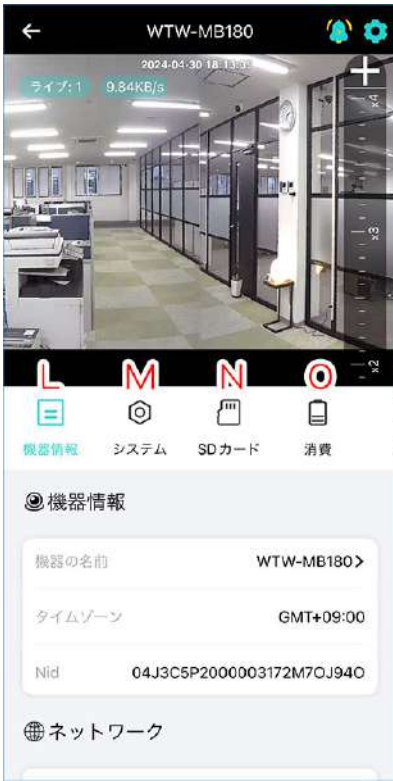 WTW-MB180
2024-04-30 18:13:03
ライブ:1 9.84KB/s
x4
x3
x2
L M N O
機器情報 システム SDカード 消費
機器情報
機器の名前 WTW-MB180>
タイムゾーン GMT+09:00
Nid 04J3C5P2000003172M7OJ94O
ネットワーク